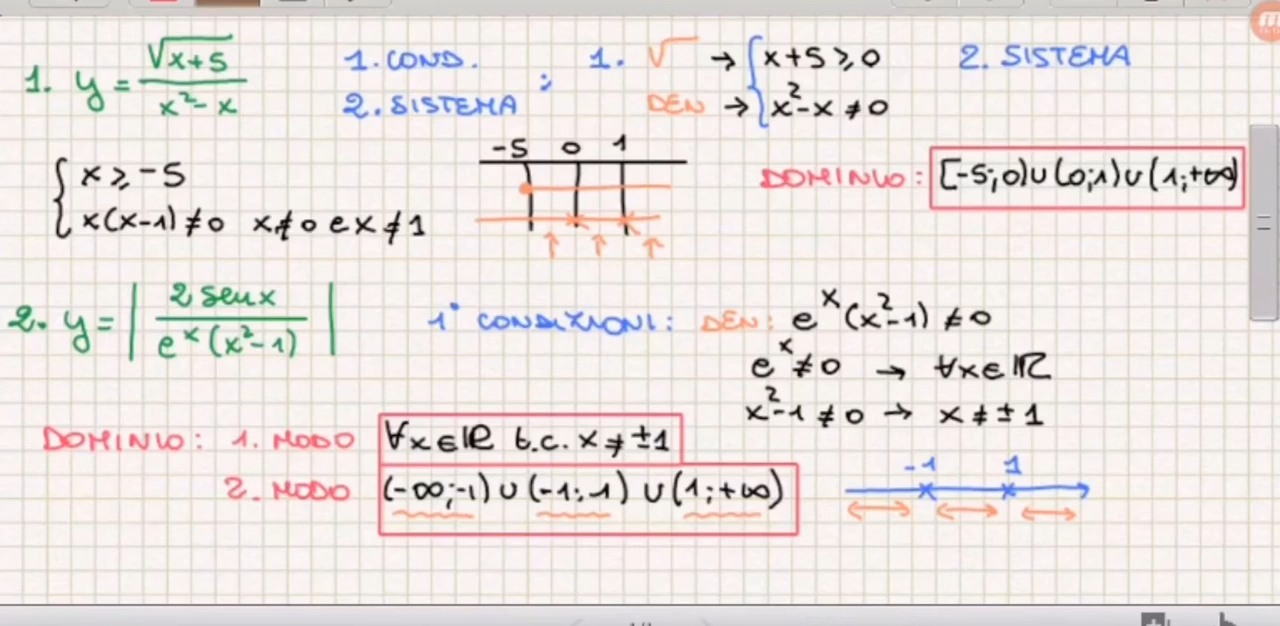 1. y = √(x+5) / (x² - x)
1. COND.
2. SISTEMA
; 1. √ → { x+5 ≥ 0
DEN → { x² - x ≠ 0
2. SISTEMA
{ x ≥ -5
{ x(x-1) ≠ 0 x ≠ 0 e x ≠ 1
-5 0 1
DOMINIO: [-5;0) ∪ (0;1) ∪ (1;+∞)
2. y = | 2 senx / (e^x (x²-1)) |
1° CONDIZIONI: DEN: e^x (x²-1) ≠ 0
e^x ≠ 0 → ∀x∈ℝ
x²-1 ≠ 0 → x ≠ ±1
DOMINIO: 1. MODO ∀x∈ℝ t.c. x ≠ ±1
2. MODO (-∞;-1) ∪ (-1;1) ∪ (1;+∞)
-1 1